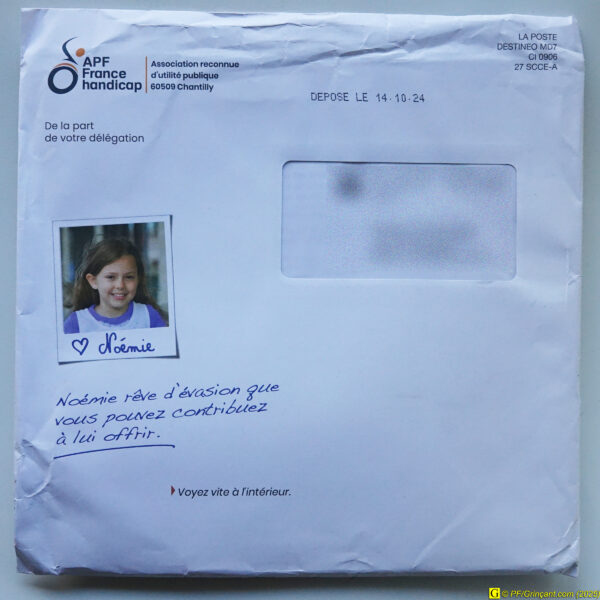 APF
France
handicap
Association reconnue
d'utilité publique
60509 Chantilly
LA POSTE
DESTINEO MD7
CI 0906
27 SCCE-A
DEPOSE LE 14.10.24
De la part
de votre délégation
♡ Noémie
Noémie rêve d'évasion que
vous pouvez contribuez
à lui offrir.
Voyez vite à l'intérieur.
G © PF/Grinçant.com (2025)